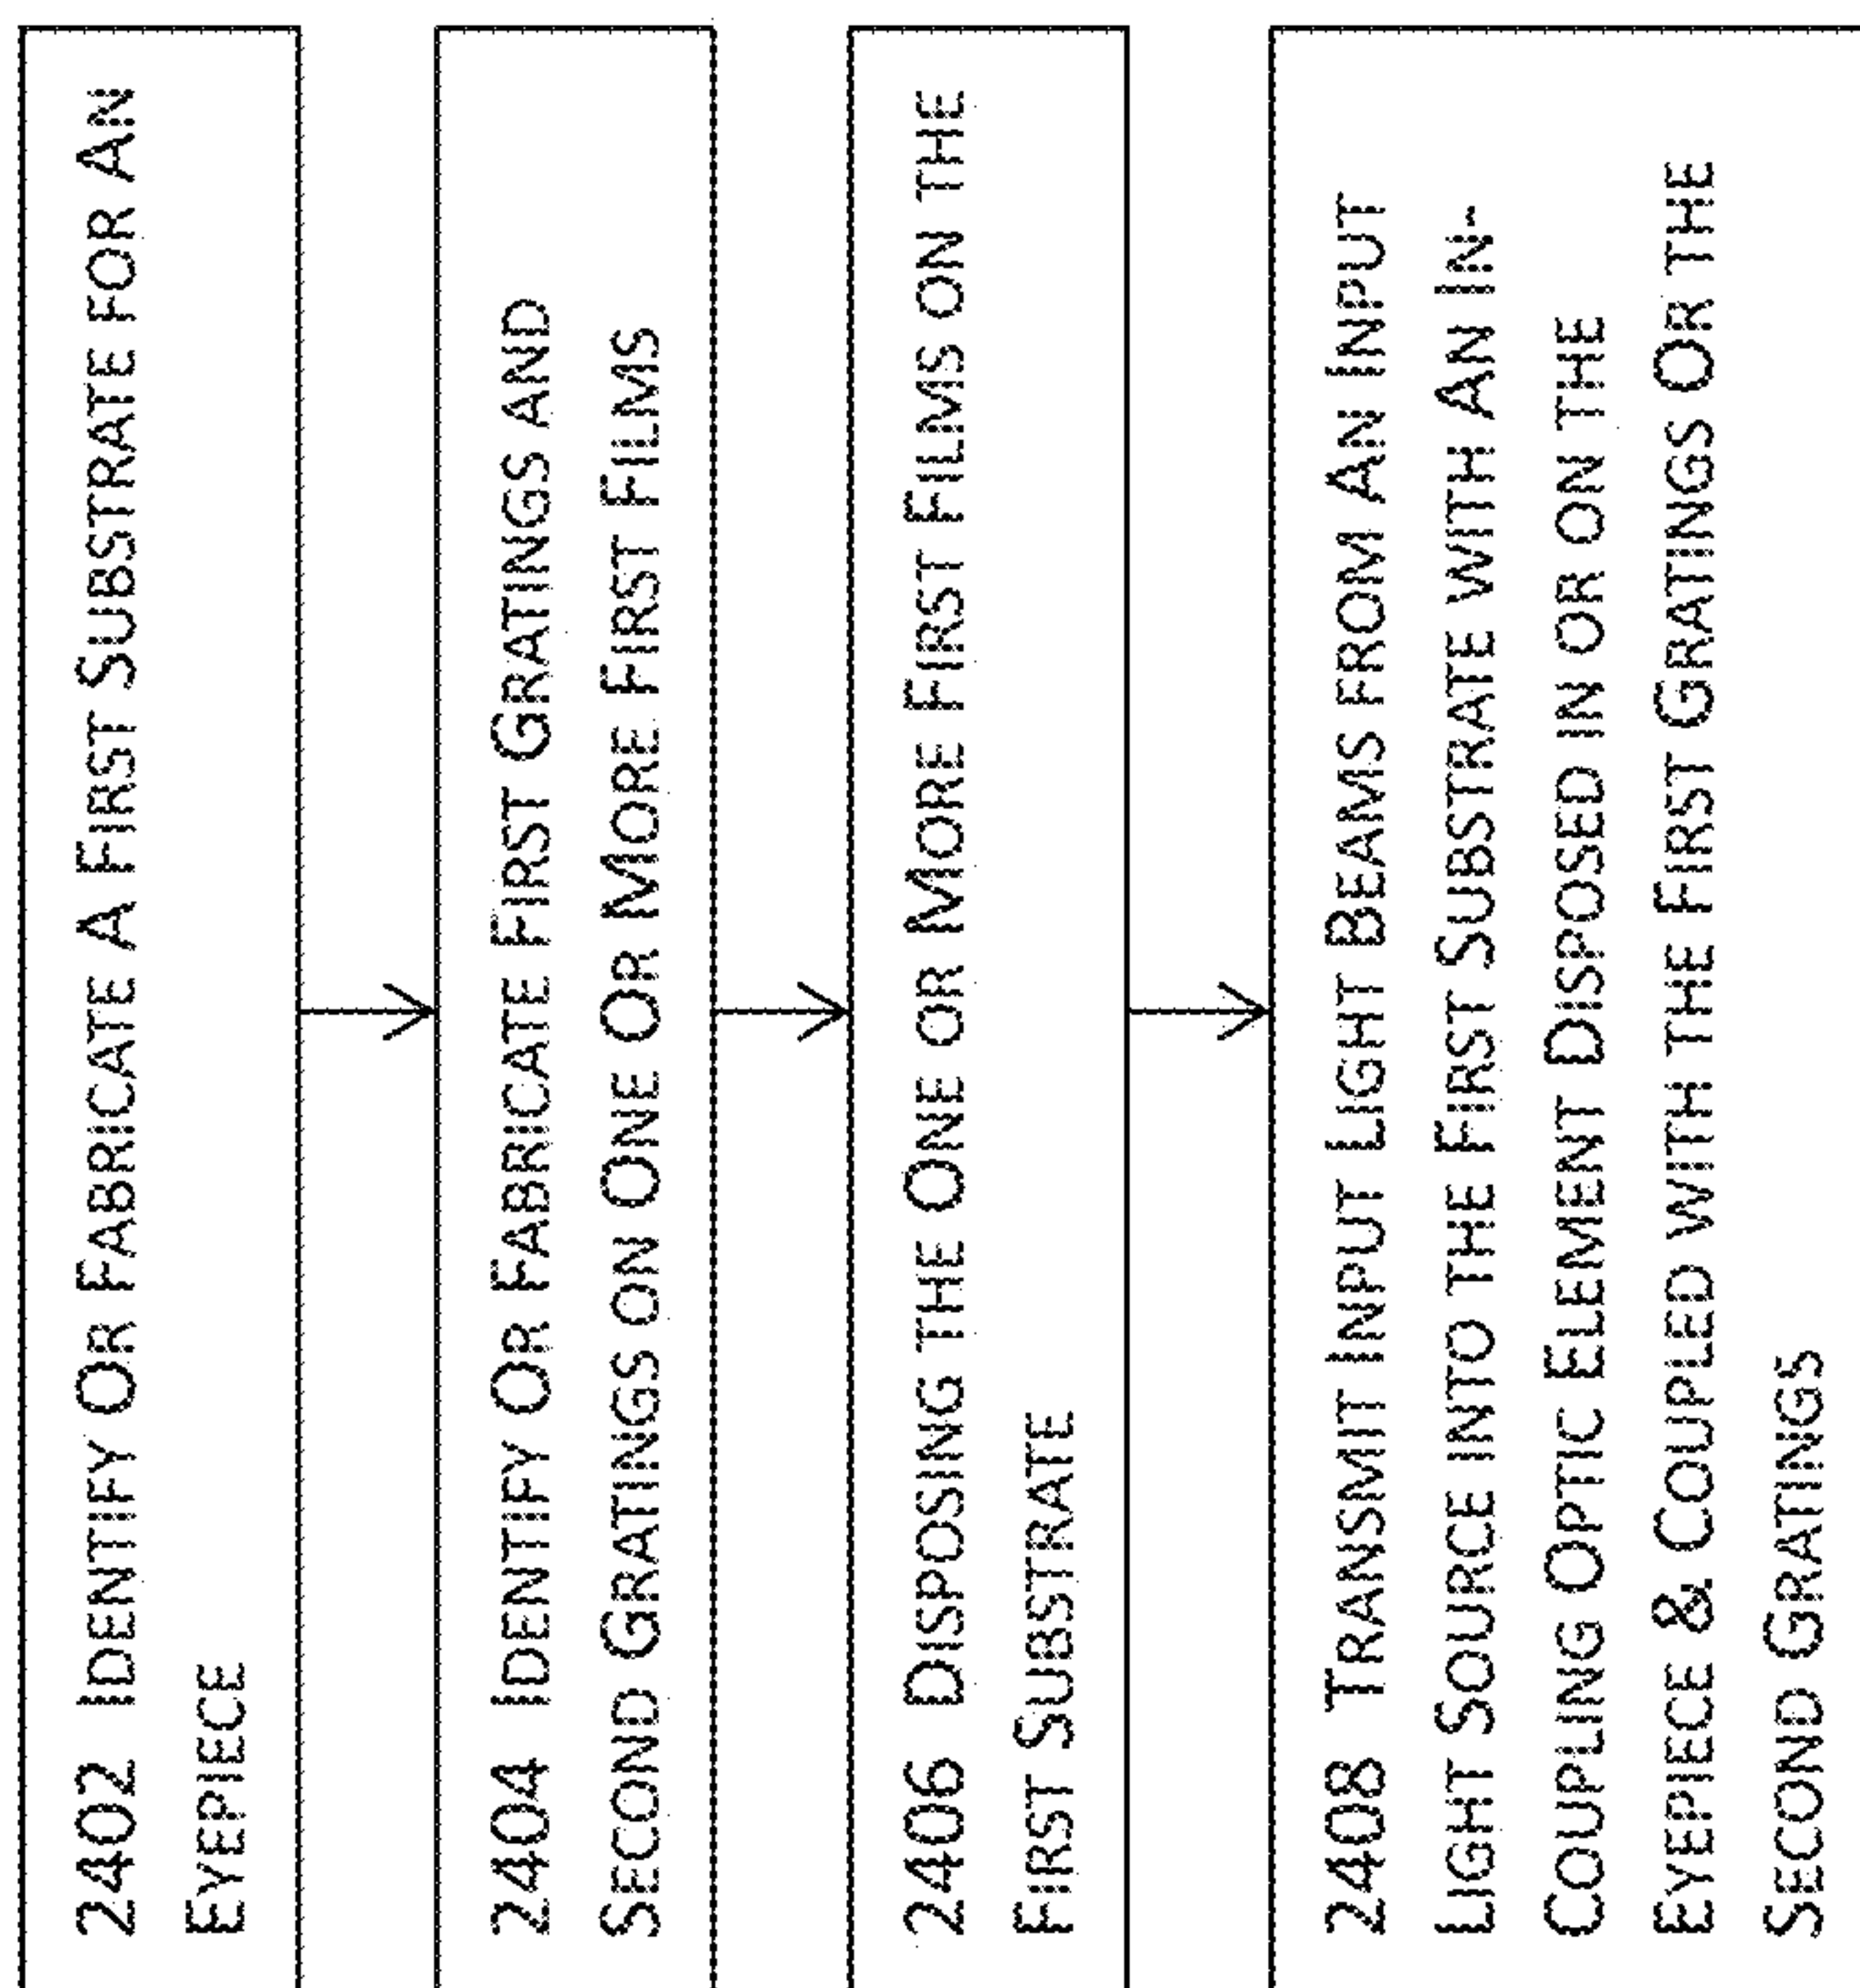 2402 IDENTIFY OR FABRICATE A FIRST SUBSTRATE FOR AN
EYEPIECE
2404 IDENTIFY OR FABRICATE FIRST GRATINGS AND
SECOND GRATINGS ON ONE OR MORE FIRST FILMS
2406 DISPOSING THE ONE OR MORE FIRST FILMS ON THE
FIRST SUBSTRATE
2408 TRANSMIT INPUT LIGHT BEAMS FROM AN INPUT
LIGHT SOURCE INTO THE FIRST SUBSTRATE WITH AN IN-
COUPLING OPTIC ELEMENT DISPOSED IN OR ON THE
EYEPIECE & COUPLED WITH THE FIRST GRATINGS OR THE
SECOND GRATINGS